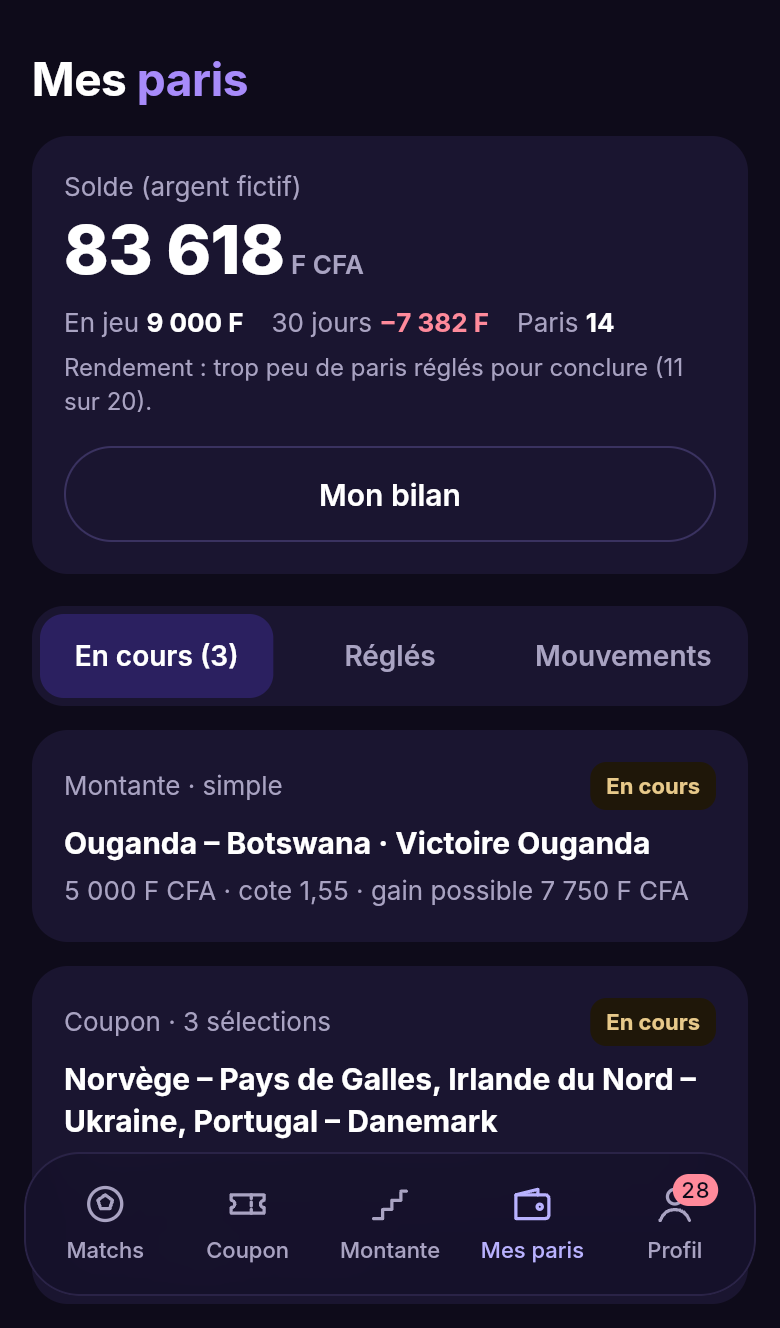 Mes paris
Solde (argent fictif)
83 618 F CFA
En jeu 9 000 F 30 jours −7 382 F Paris 14
Rendement : trop peu de paris réglés pour conclure (11
sur 20).
Mon bilan
En cours (3) Réglés Mouvements
Montante · simple En cours
Ouganda – Botswana · Victoire Ouganda
5 000 F CFA · cote 1,55 · gain possible 7 750 F CFA
Coupon · 3 sélections En cours
Norvège – Pays de Galles, Irlande du Nord –
Ukraine, Portugal – Danemark
28
Matchs Coupon Montante Mes paris Profil